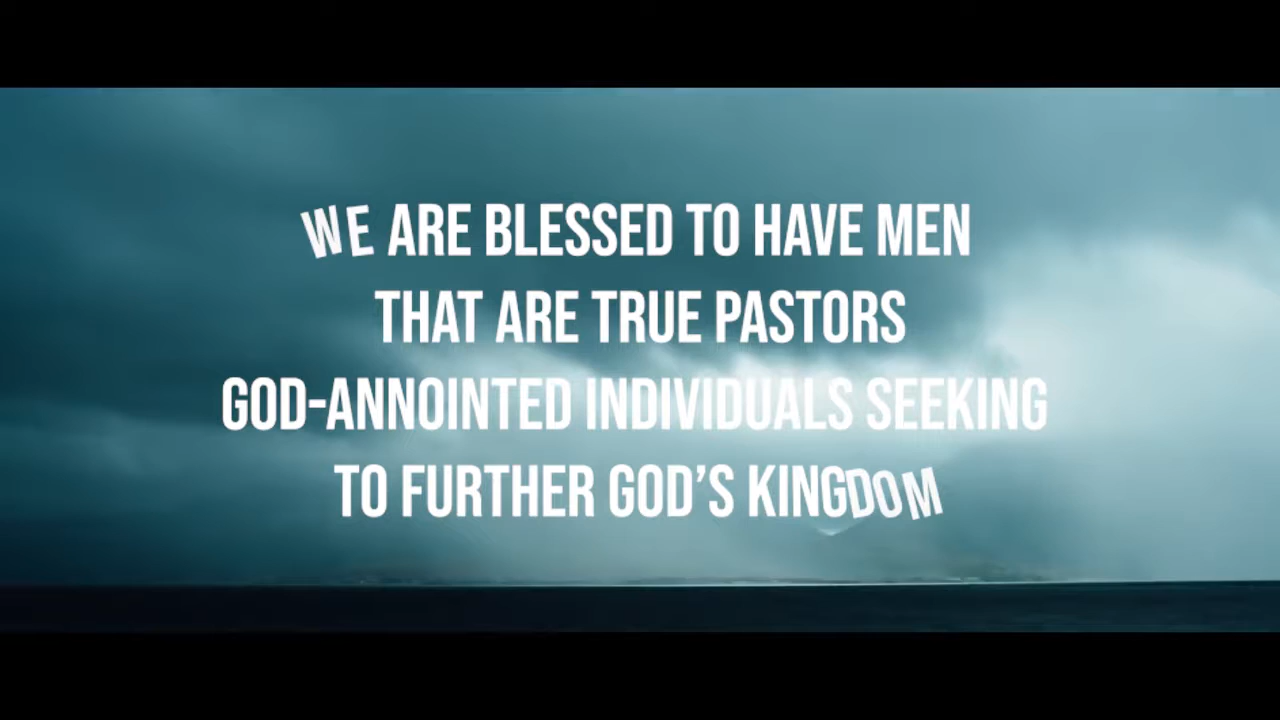 WE ARE BLESSED TO HAVE MEN
THAT ARE TRUE PASTORS
GOD-ANNOINTED INDIVIDUALS SEEKING
TO FURTHER GOD’S KINGDOM